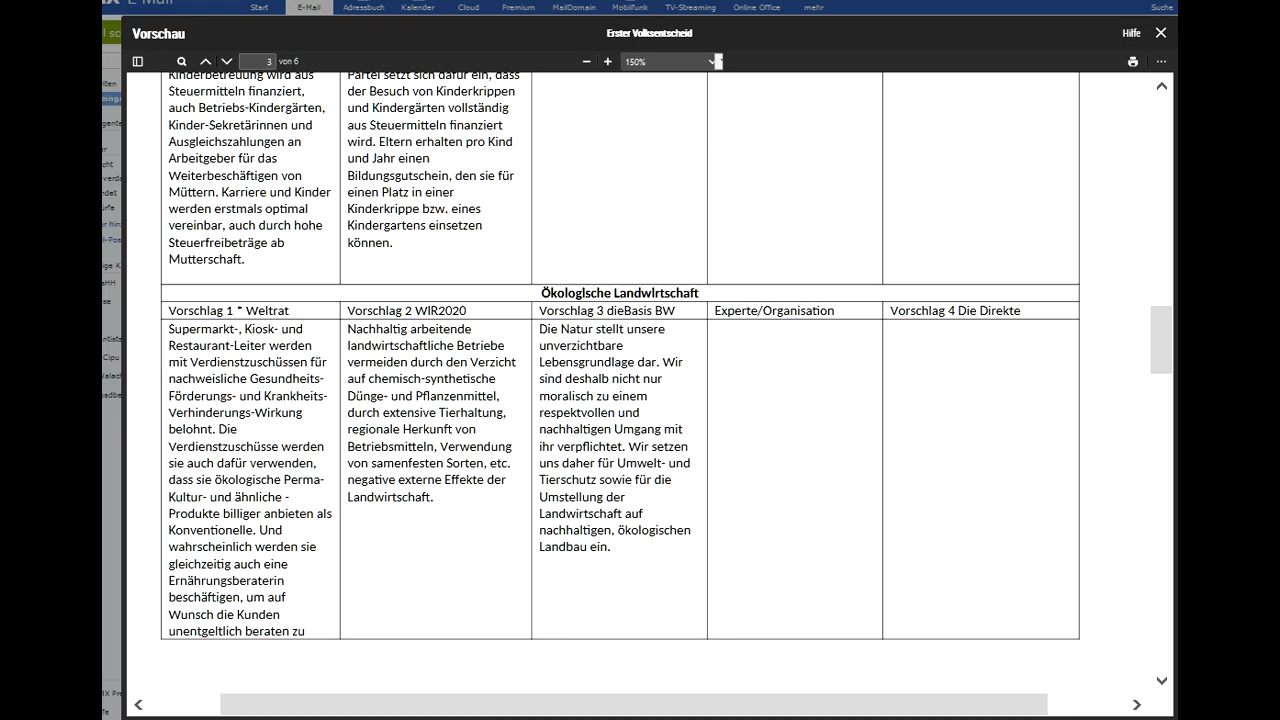 E-Mail
Start E-Mail Adressbuch Kalender Cloud Premium MailDomain Mobilfunk TV-Streaming Online Office mehr Suche
Vorschau Erster Volksentscheid Hilfe
3 von 6 150%
Kinderbetreuung wird aus
Steuermitteln finanziert,
auch Betriebs-Kindergärten,
Kinder-Sekretärinnen und
Ausgleichszahlungen an
Arbeitgeber für das
Weiterbeschäftigen von
Müttern. Karriere und Kinder
werden erstmals optimal
vereinbar, auch durch hohe
Steuerfreibeträge ab
Mutterschaft.
Partei setzt sich dafür ein, dass
der Besuch von Kinderkrippen
und Kindergärten vollständig
aus Steuermitteln finanziert
wird. Eltern erhalten pro Kind
und Jahr einen
Bildungsgutschein, den sie für
einen Platz in einer
Kinderkrippe bzw. eines
Kindergartens einsetzen
können.
Ökologische Landwirtschaft
Vorschlag 1 * Weltrat
Supermarkt-, Kiosk- und
Restaurant-Leiter werden
mit Verdienstzuschüssen für
nachweisliche Gesundheits-
Förderungs- und Krankheits-
Verhinderungs-Wirkung
belohnt. Die
Verdienstzuschüsse werden
sie auch dafür verwenden,
dass sie ökologische Perma-
Kultur- und ähnliche -
Produkte billiger anbieten als
Konventionelle. Und
wahrscheinlich werden sie
gleichzeitig auch eine
Ernährungsberaterin
beschäftigen, um auf
Wunsch die Kunden
unentgeltlich beraten zu
Vorschlag 2 WIR2020
Nachhaltig arbeitende
landwirtschaftliche Betriebe
vermeiden durch den Verzicht
auf chemisch-synthetische
Dünge- und Pflanzenmittel,
durch extensive Tierhaltung,
regionale Herkunft von
Betriebsmitteln, Verwendung
von samenfesten Sorten, etc.
negative externe Effekte der
Landwirtschaft.
Vorschlag 3 dieBasis BW
Die Natur stellt unsere
unverzichtbare
Lebensgrundlage dar. Wir
sind deshalb nicht nur
moralisch zu einem
respektvollen und
nachhaltigen Umgang mit
ihr verpflichtet. Wir setzen
uns daher für Umwelt- und
Tierschutz sowie für die
Umstellung der
Landwirtschaft auf
nachhaltigen, ökologischen
Landbau ein.
Experte/Organisation
Vorschlag 4 Die Direkte